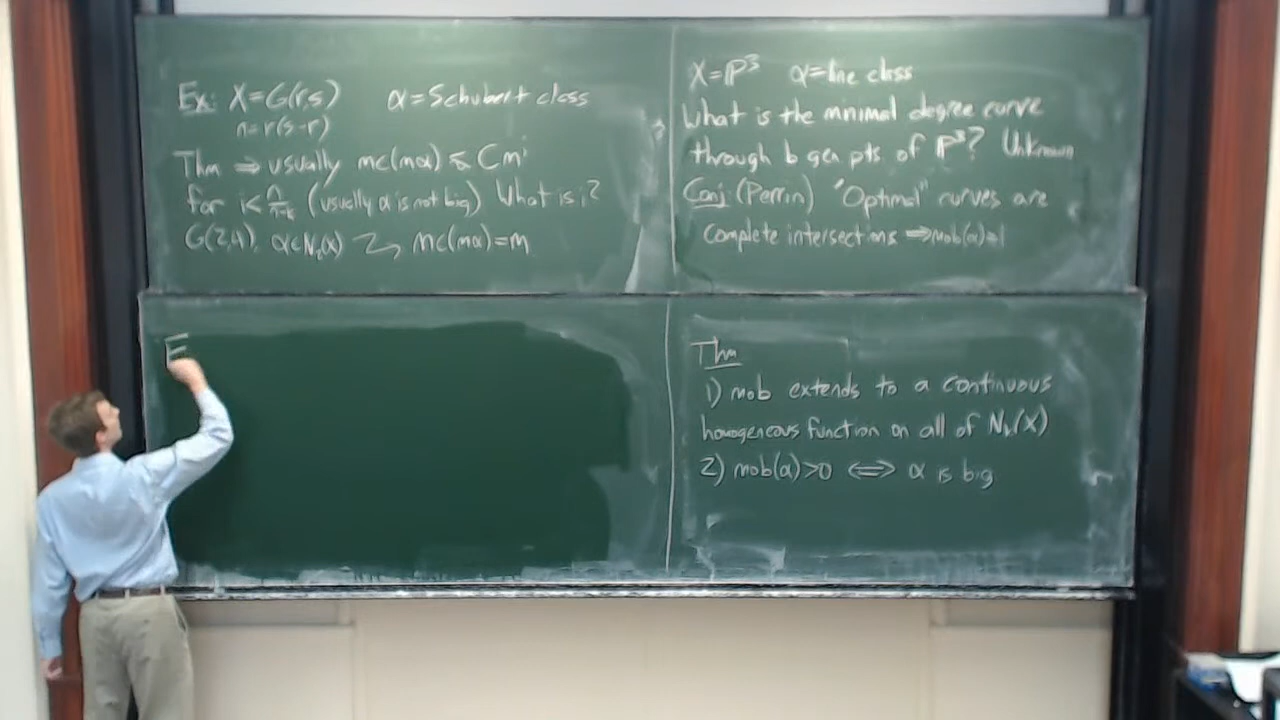 Ex: X=G(r,s) α=Schubert class
n=r(s-r)
Thm ⇒ usually mc(mα) ≤ Cmⁱ
for i< n/n-k (usually α is not big) What is i?
G(2,4), mc(mα)=m
X=P³ α=line class
What is the minimal degree curve
through b gen pts. of P³? Unknown
Conj (Perrin) "Optimal" curves are
complete intersections ⇒ mob(α)=1
E
Thm
1) mob extends to a continuous
homogeneous function on all of Nₖ(X)
2) mob(α)>0 ⇔ α is big